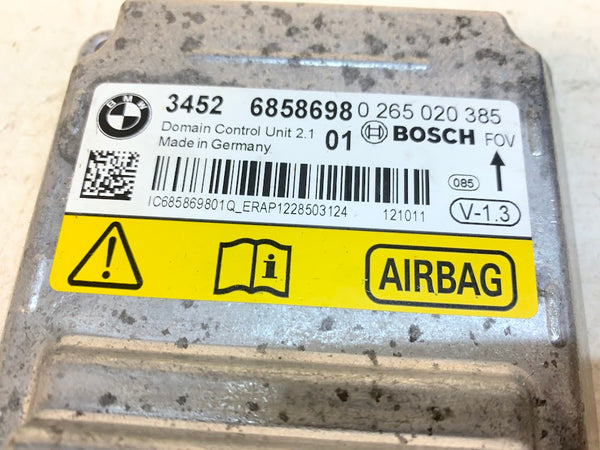 BMW
3452 6858698 0 265 020 385
Domain Control Unit 2.1 01 BOSCH FOV
Made in Germany
085
IC685869801Q_ERAP1228503124 121011
V-1.3
i
AIRBAG